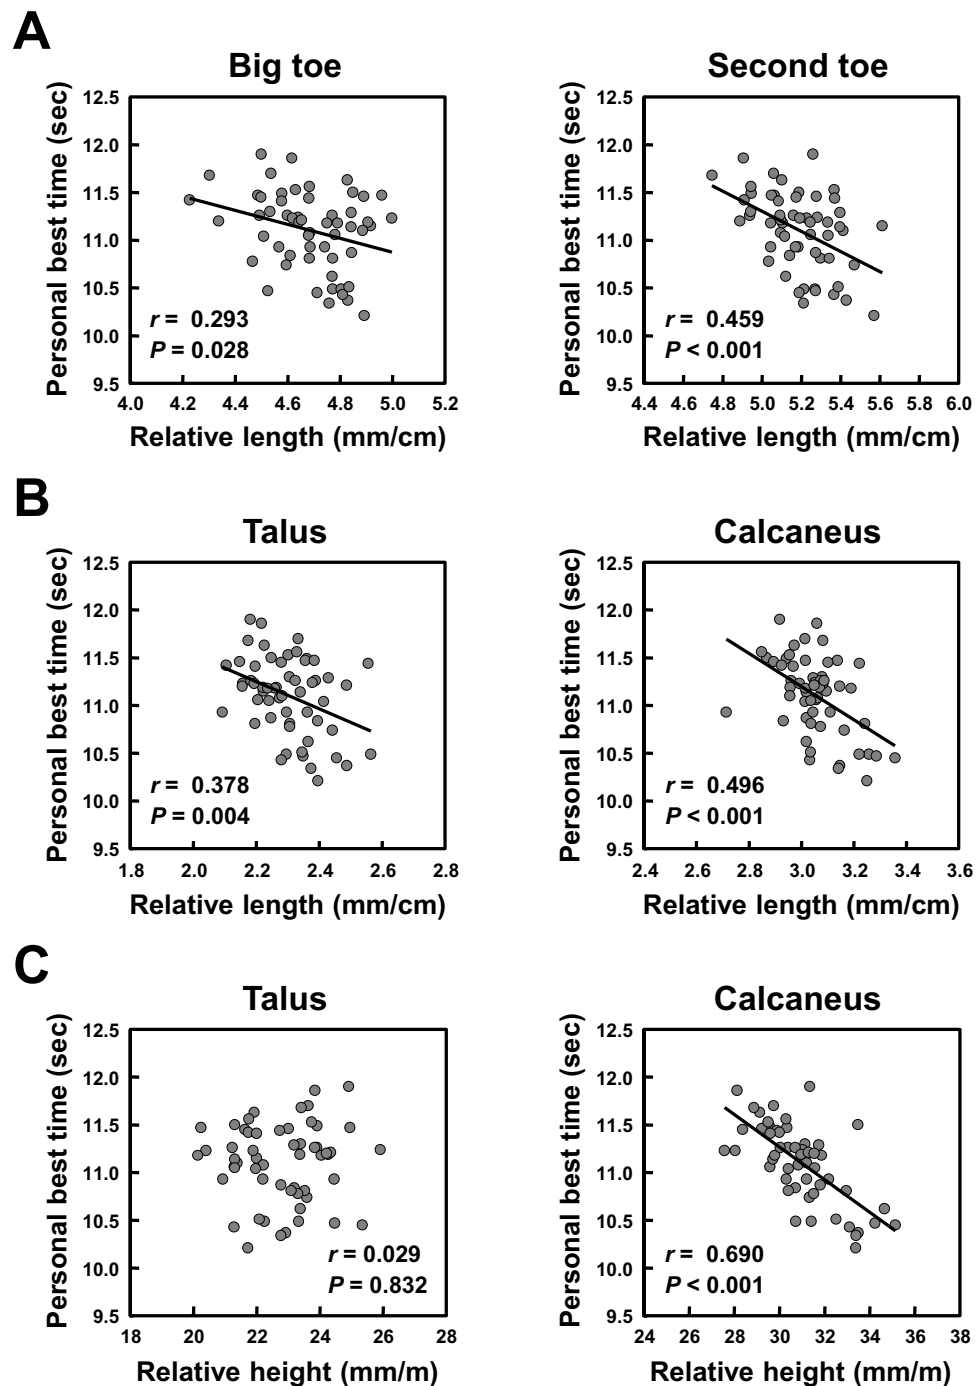 A
Big toe
Second toe
Personal best time (sec)
12.5
12.0
11.5
11.0
10.5
10.0
9.5
r = 0.293
P = 0.028
4.0 4.2 4.4 4.6 4.8 5.0 5.2
Relative length (mm/cm)
Personal best time (sec)
12.5
12.0
11.5
11.0
10.5
10.0
9.5
r = 0.459
P < 0.001
4.4 4.6 4.8 5.0 5.2 5.4 5.6 5.8 6.0
Relative length (mm/cm)
B
Talus
Calcaneus
Personal best time (sec)
12.5
12.0
11.5
11.0
10.5
10.0
9.5
r = 0.378
P = 0.004
1.8 2.0 2.2 2.4 2.6 2.8
Relative length (mm/cm)
Personal best time (sec)
12.5
12.0
11.5
11.0
10.5
10.0
9.5
r = 0.496
P < 0.001
2.4 2.6 2.8 3.0 3.2 3.4 3.6
Relative length (mm/cm)
C
Talus
Calcaneus
Personal best time (sec)
12.5
12.0
11.5
11.0
10.5
10.0
9.5
r = 0.029
P = 0.832
18 20 22 24 26 28
Relative height (mm/m)
Personal best time (sec)
12.5
12.0
11.5
11.0
10.5
10.0
9.5
r = 0.690
P < 0.001
24 26 28 30 32 34 36 38
Relative height (mm/m)